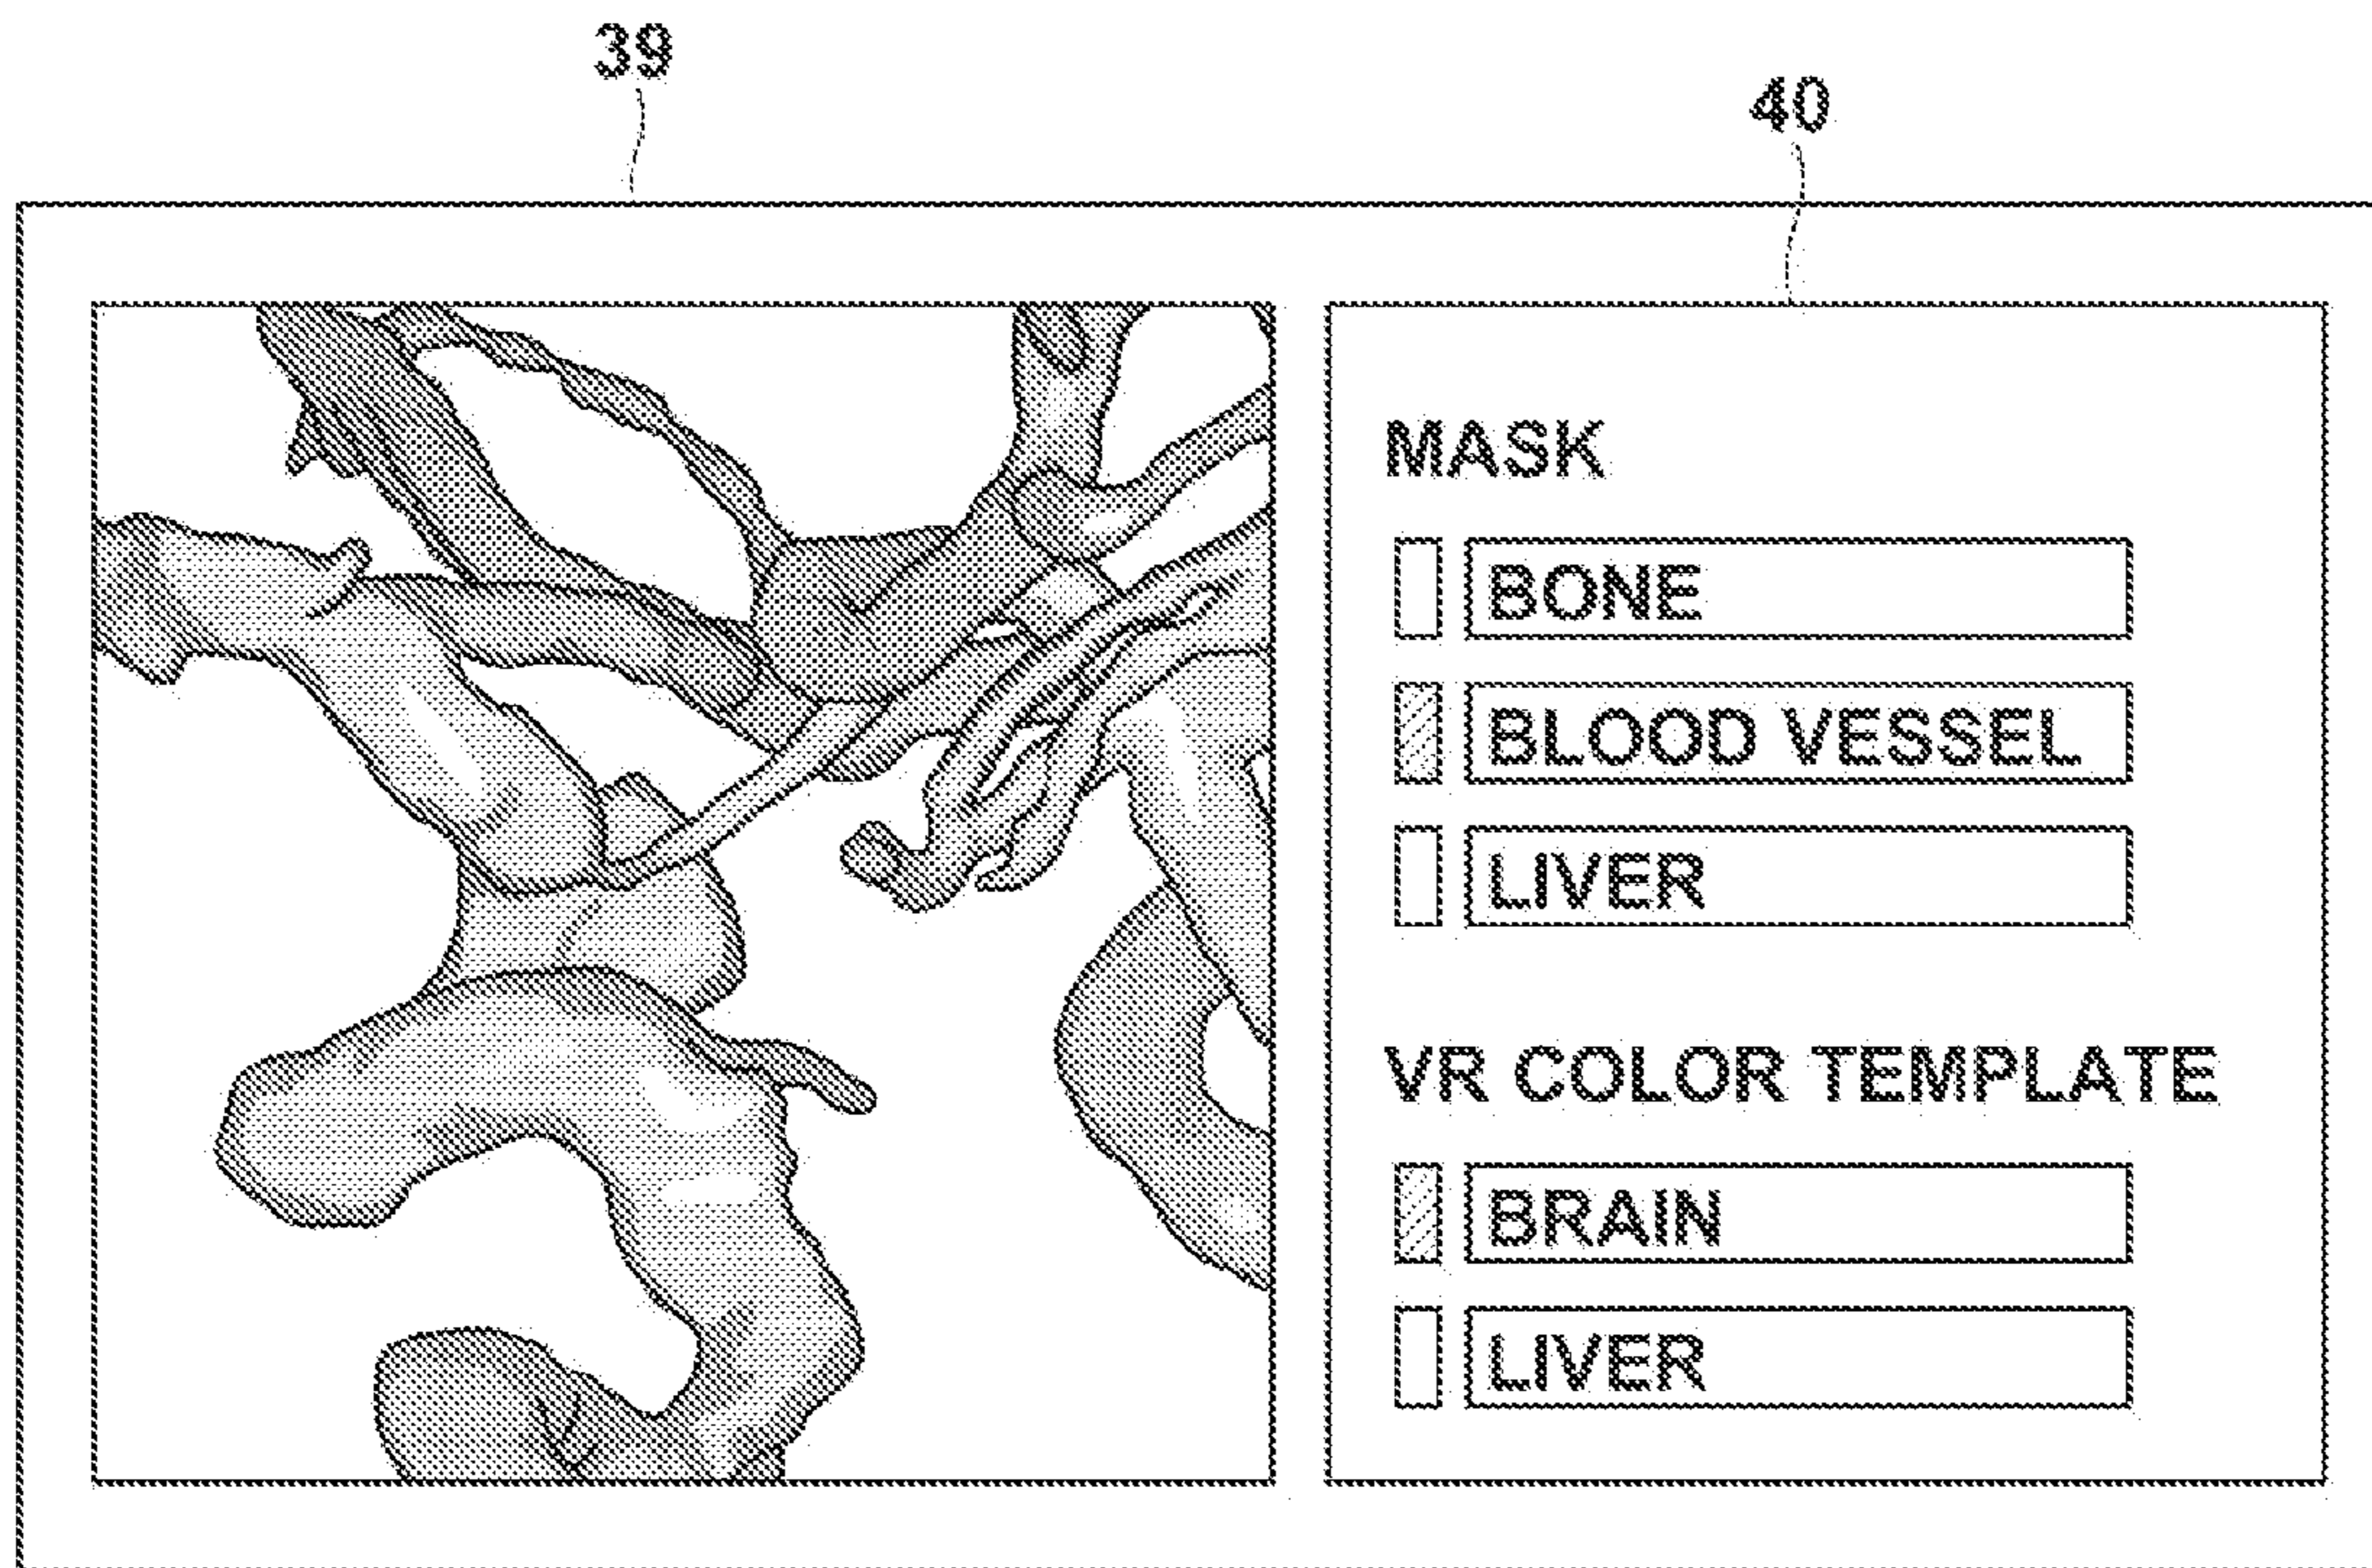 39
40
MASK
BONE
BLOOD VESSEL
LIVER
VR COLOR TEMPLATE
BRAIN
LIVER